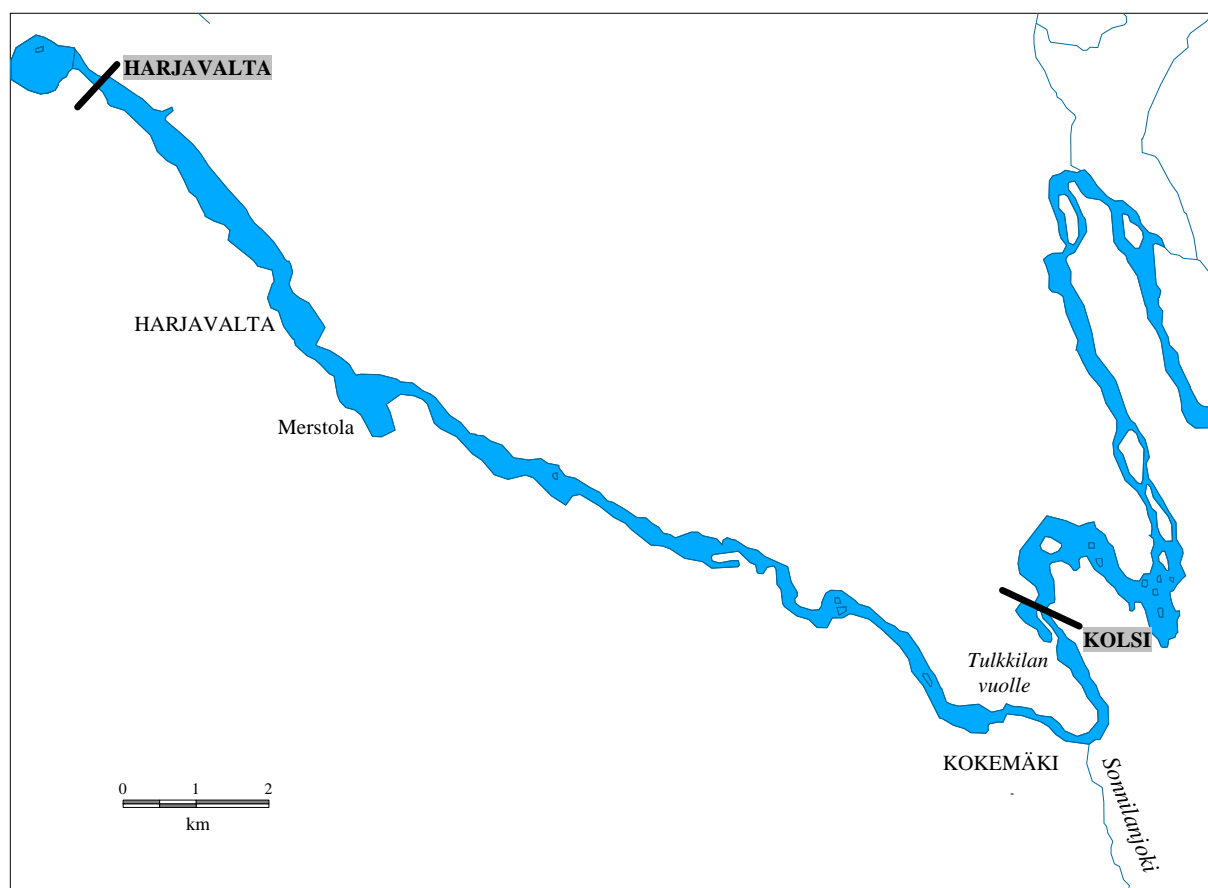 HARJAVALTA
HARJAVALTA
Merstola
KOLSI
Tulkkilan
vuolle
KOKEMÄKI
Sonnilanjoki
0 1 2
km